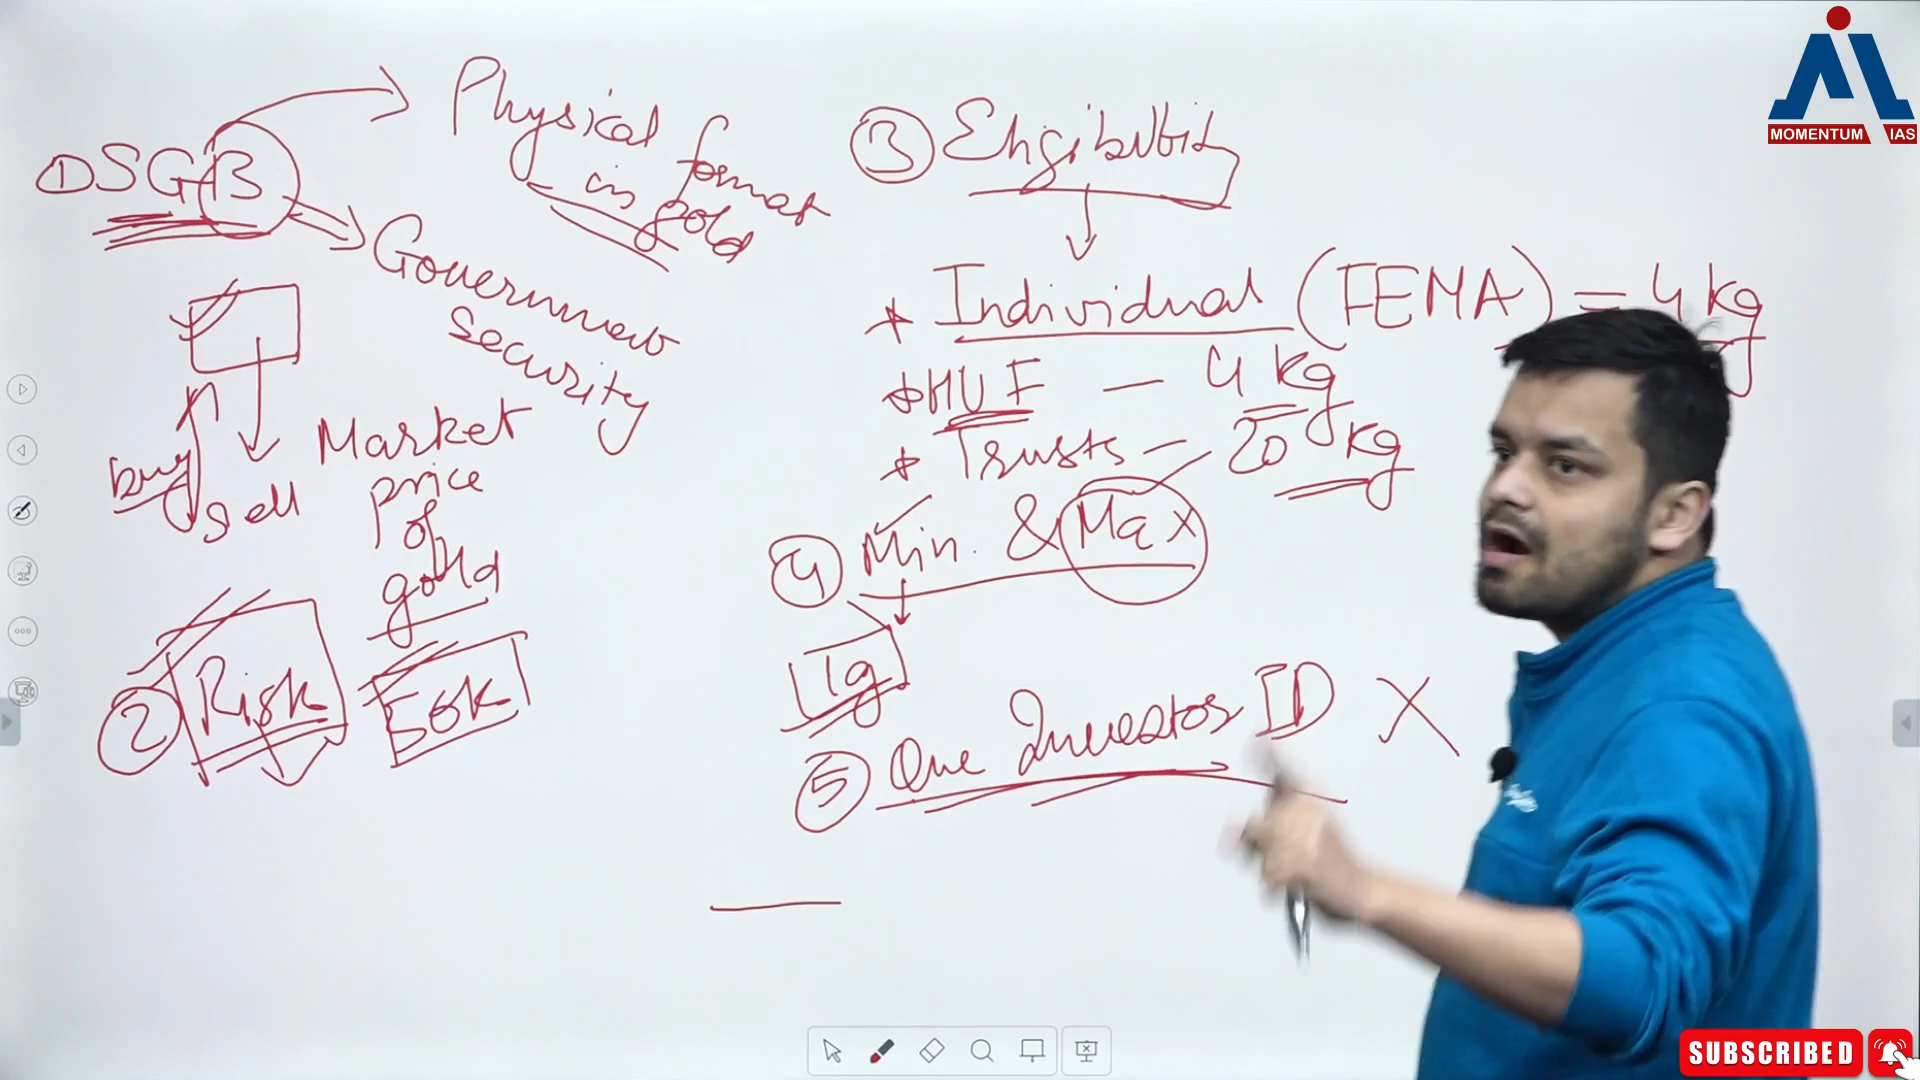 ① SGB
Physical
format
in
gold
Government
security
buy
sell
Market
price
of
gold
② Risk
50k
③ Eligibility
* Individual (FEMA) = 4 kg
* HUF — 4 kg
* Trusts — 20 kg
④ Min. & Max
1g
⑤ One Investor ID X
MOMENTUM IAS
SUBSCRIBED